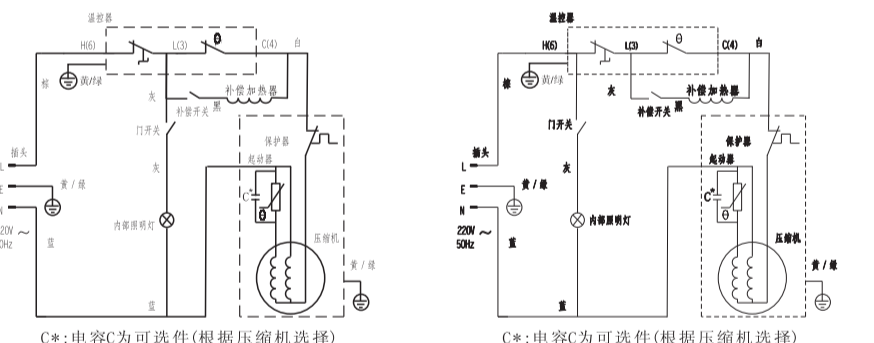 温控器
H(6)
L(3)
θ
C(4)
白
棕
黄/绿
灰
补偿加热器
补偿开关
黑
门开关
保护器
起动器
插头
L
灰
E
黄/绿
C*
N
θ
内部照明灯
压缩机
220V ~
50Hz
蓝
黄/绿
蓝
C*:电容C为可选件(根据压缩机选择)
温控器
H(6)
L(3)
θ
C(4)
白
棕
黄/绿
灰
补偿加热器
补偿开关
黑
门开关
保护器
起动器
插头
L
灰
E
黄/绿
C*
N
θ
内部照明灯
压缩机
220V ~
50Hz
蓝
黄/绿
蓝
C*:电容C为可选件(根据压缩机选择)